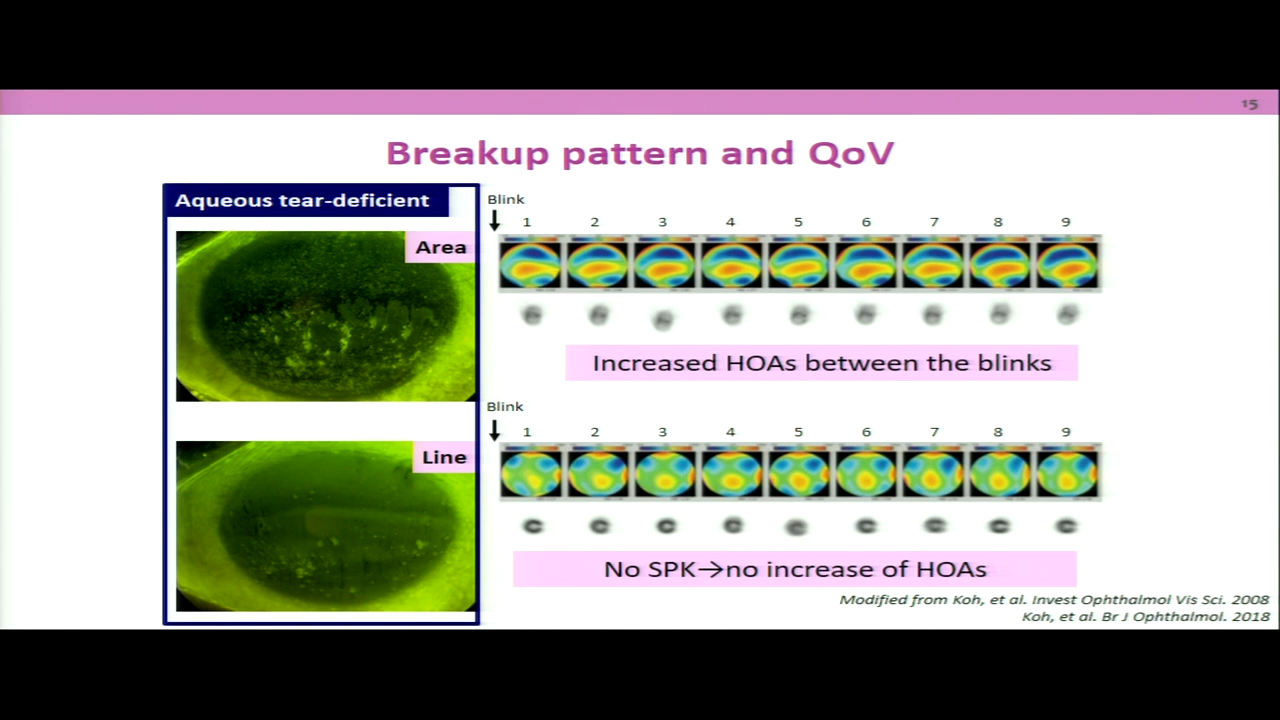 15
Breakup pattern and QoV
Aqueous tear-deficient
Area
Blink
1 2 3 4 5 6 7 8 9
Increased HOAs between the blinks
Line
Blink
1 2 3 4 5 6 7 8 9
No SPK→no increase of HOAs
Modified from Koh, et al. Invest Ophthalmol Vis Sci. 2008
Koh, et al. Br J Ophthalmol. 2018